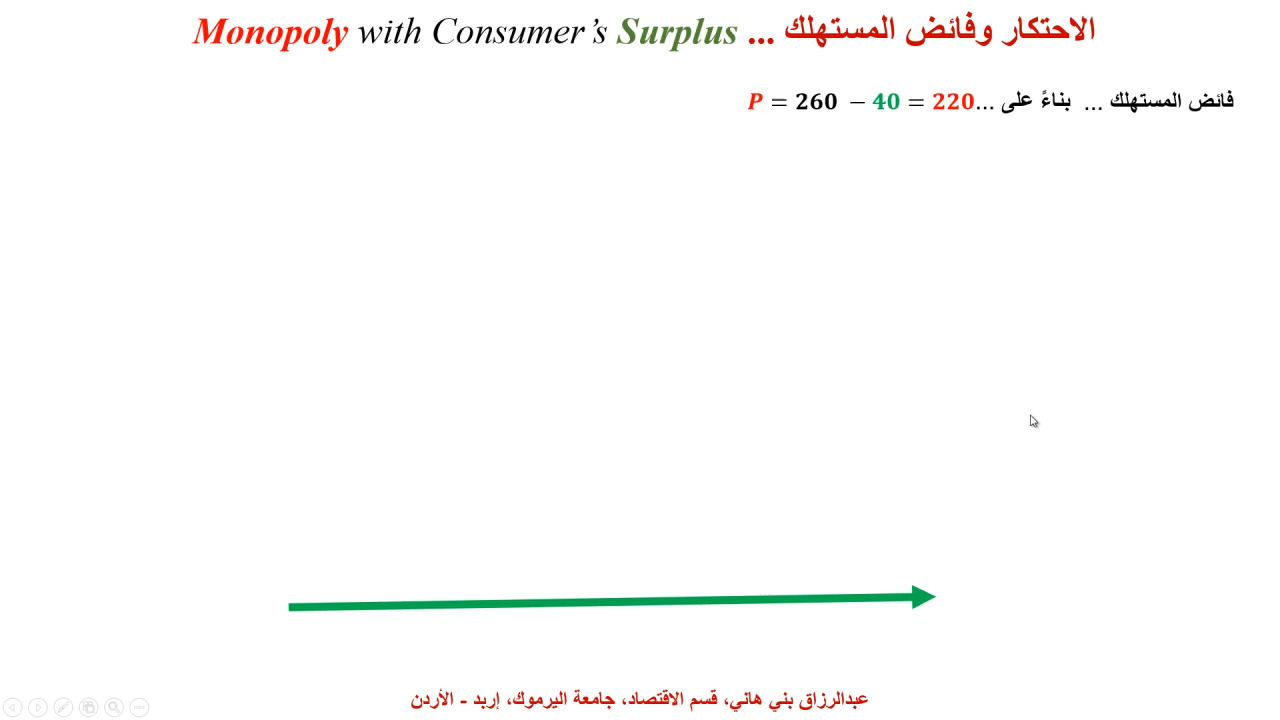 Monopoly with Consumer’s Surplus ... الاحتكار وفائض المستهلك
فائض المستهلك ... بناءً على ...P = 260 − 40 = 220
عبدالرزاق بني هاني، قسم الاقتصاد، جامعة اليرموك، إربد - الأردن